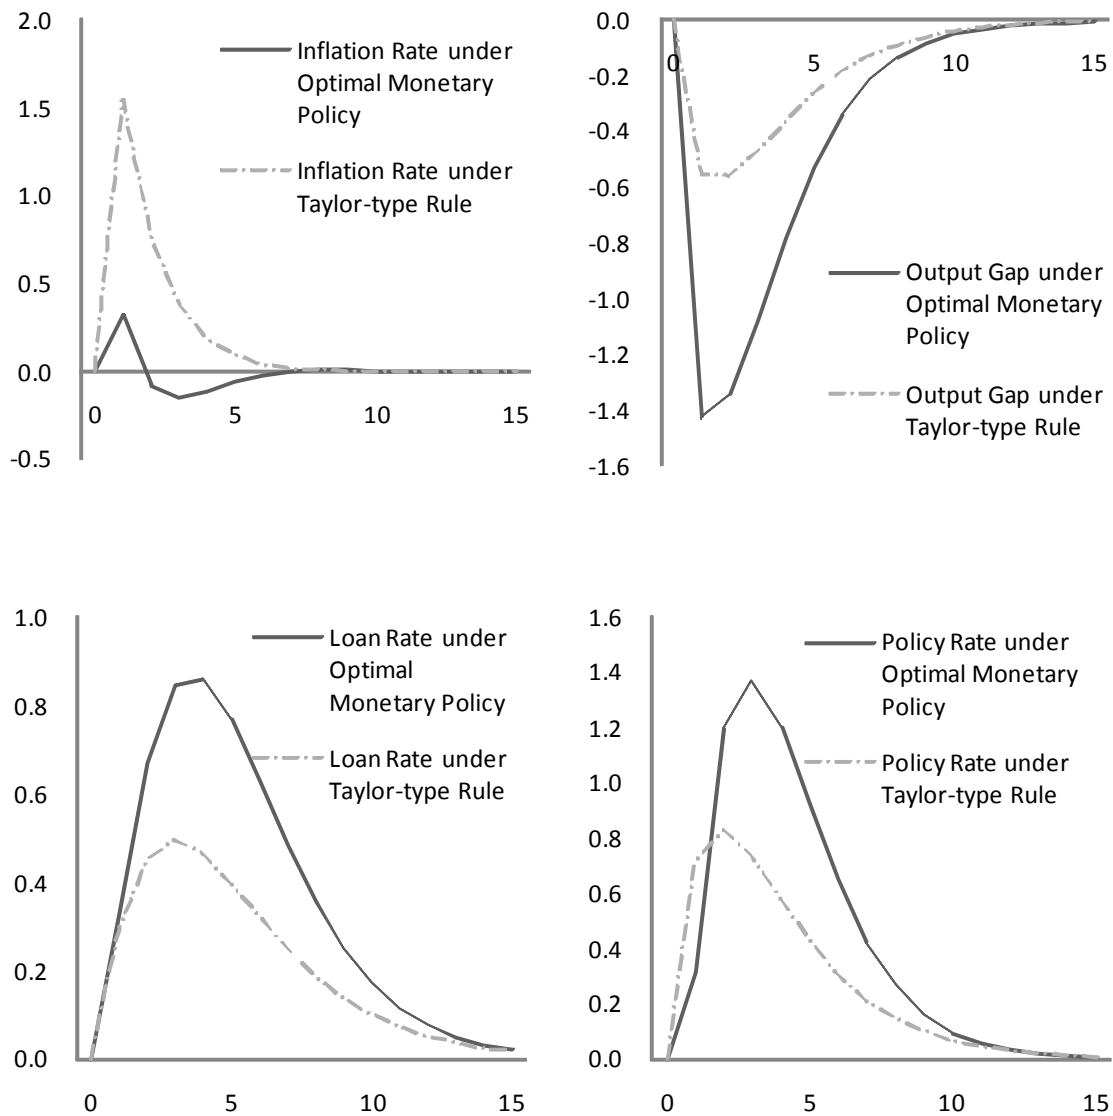 2.0
1.5
1.0
0.5
0.0
-0.5
0
5
10
15
Inflation Rate under
Optimal Monetary
Policy
Inflation Rate under
Taylor-type Rule
0.0
-0.2
-0.4
-0.6
-0.8
-1.0
-1.2
-1.4
-1.6
0
5
10
15
Output Gap under
Optimal Monetary
Policy
Output Gap under
Taylor-type Rule
1.0
0.8
0.6
0.4
0.2
0.0
0
5
10
15
Loan Rate under
Optimal
Monetary Policy
Loan Rate under
Taylor-type Rule
1.6
1.4
1.2
1.0
0.8
0.6
0.4
0.2
0.0
0
5
10
15
Policy Rate under
Optimal Monetary
Policy
Policy Rate under
Taylor-type Rule